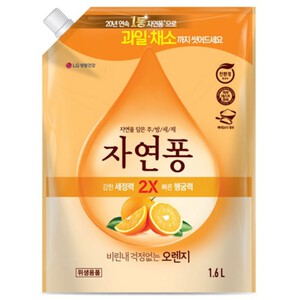 20년 연속 1등 자연퐁으로
과일·채소까지 씻어드세요
LG생활건강
자연을 담은 주/방/세/제
자연퐁
강한 세정력 2X 빠른 헹굼력
비린내 걱정없는 오렌지
위생용품
1.6 L